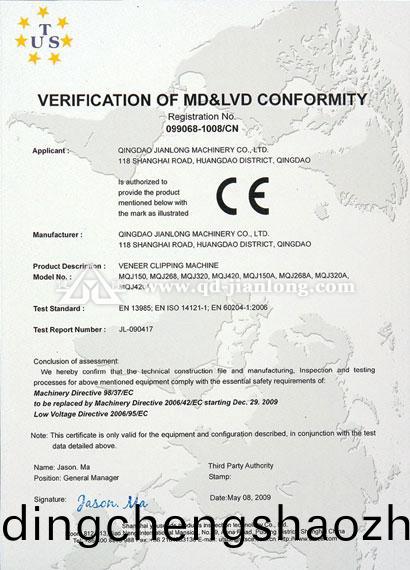 T
US
VERIFICATION OF MD&LVD CONFORMITY
Registration No.
099068-1008/CN
Applicant : QINGDAO JIANLONG MACHINERY CO., LTD.
118 SHANGHAI ROAD, HUANGDAO DISTRICT, QINGDAO
Is authorized to
provide the product
mentioned below with
the mark as illustrated
CE
Manufacturer : QINGDAO JIANLONG MACHINERY CO., LTD.
118 SHANGHAI ROAD, HUANGDAO DISTRICT, QINGDAO
Product Description : VENEER CLIPPING MACHINE
Model No. : MQJ150, MQJ268, MQJ320, MQJ420, MQJ150A, MQJ268A, MQJ320A,
www.qd-jianlong.com
Test Standard : EN 13985; EN ISO 14121-1; EN 60204-1:2006
Test Report Number : JL-090417
Conclusion of assessment:
We hereby confirm that the technical construction file and manufacturing, Inspection and testing
processes for above mentioned equipment comply with the essential safety requirements of:
Machinery Directive 98/37/EC
to be replaced by Machinery Directive 2006/42/EC starting Dec. 29. 2009
Low Voltage Directive 2006/95/EC
Note: This certificate is only valid for the equipment and configuration described, in conjunction with the test
data detailed above.
Name: Jason. Ma Third Party Authority
Position: General Manager Stamp:
Signature: Jason. Ma Date:May 08, 2009
dingchengshaozh